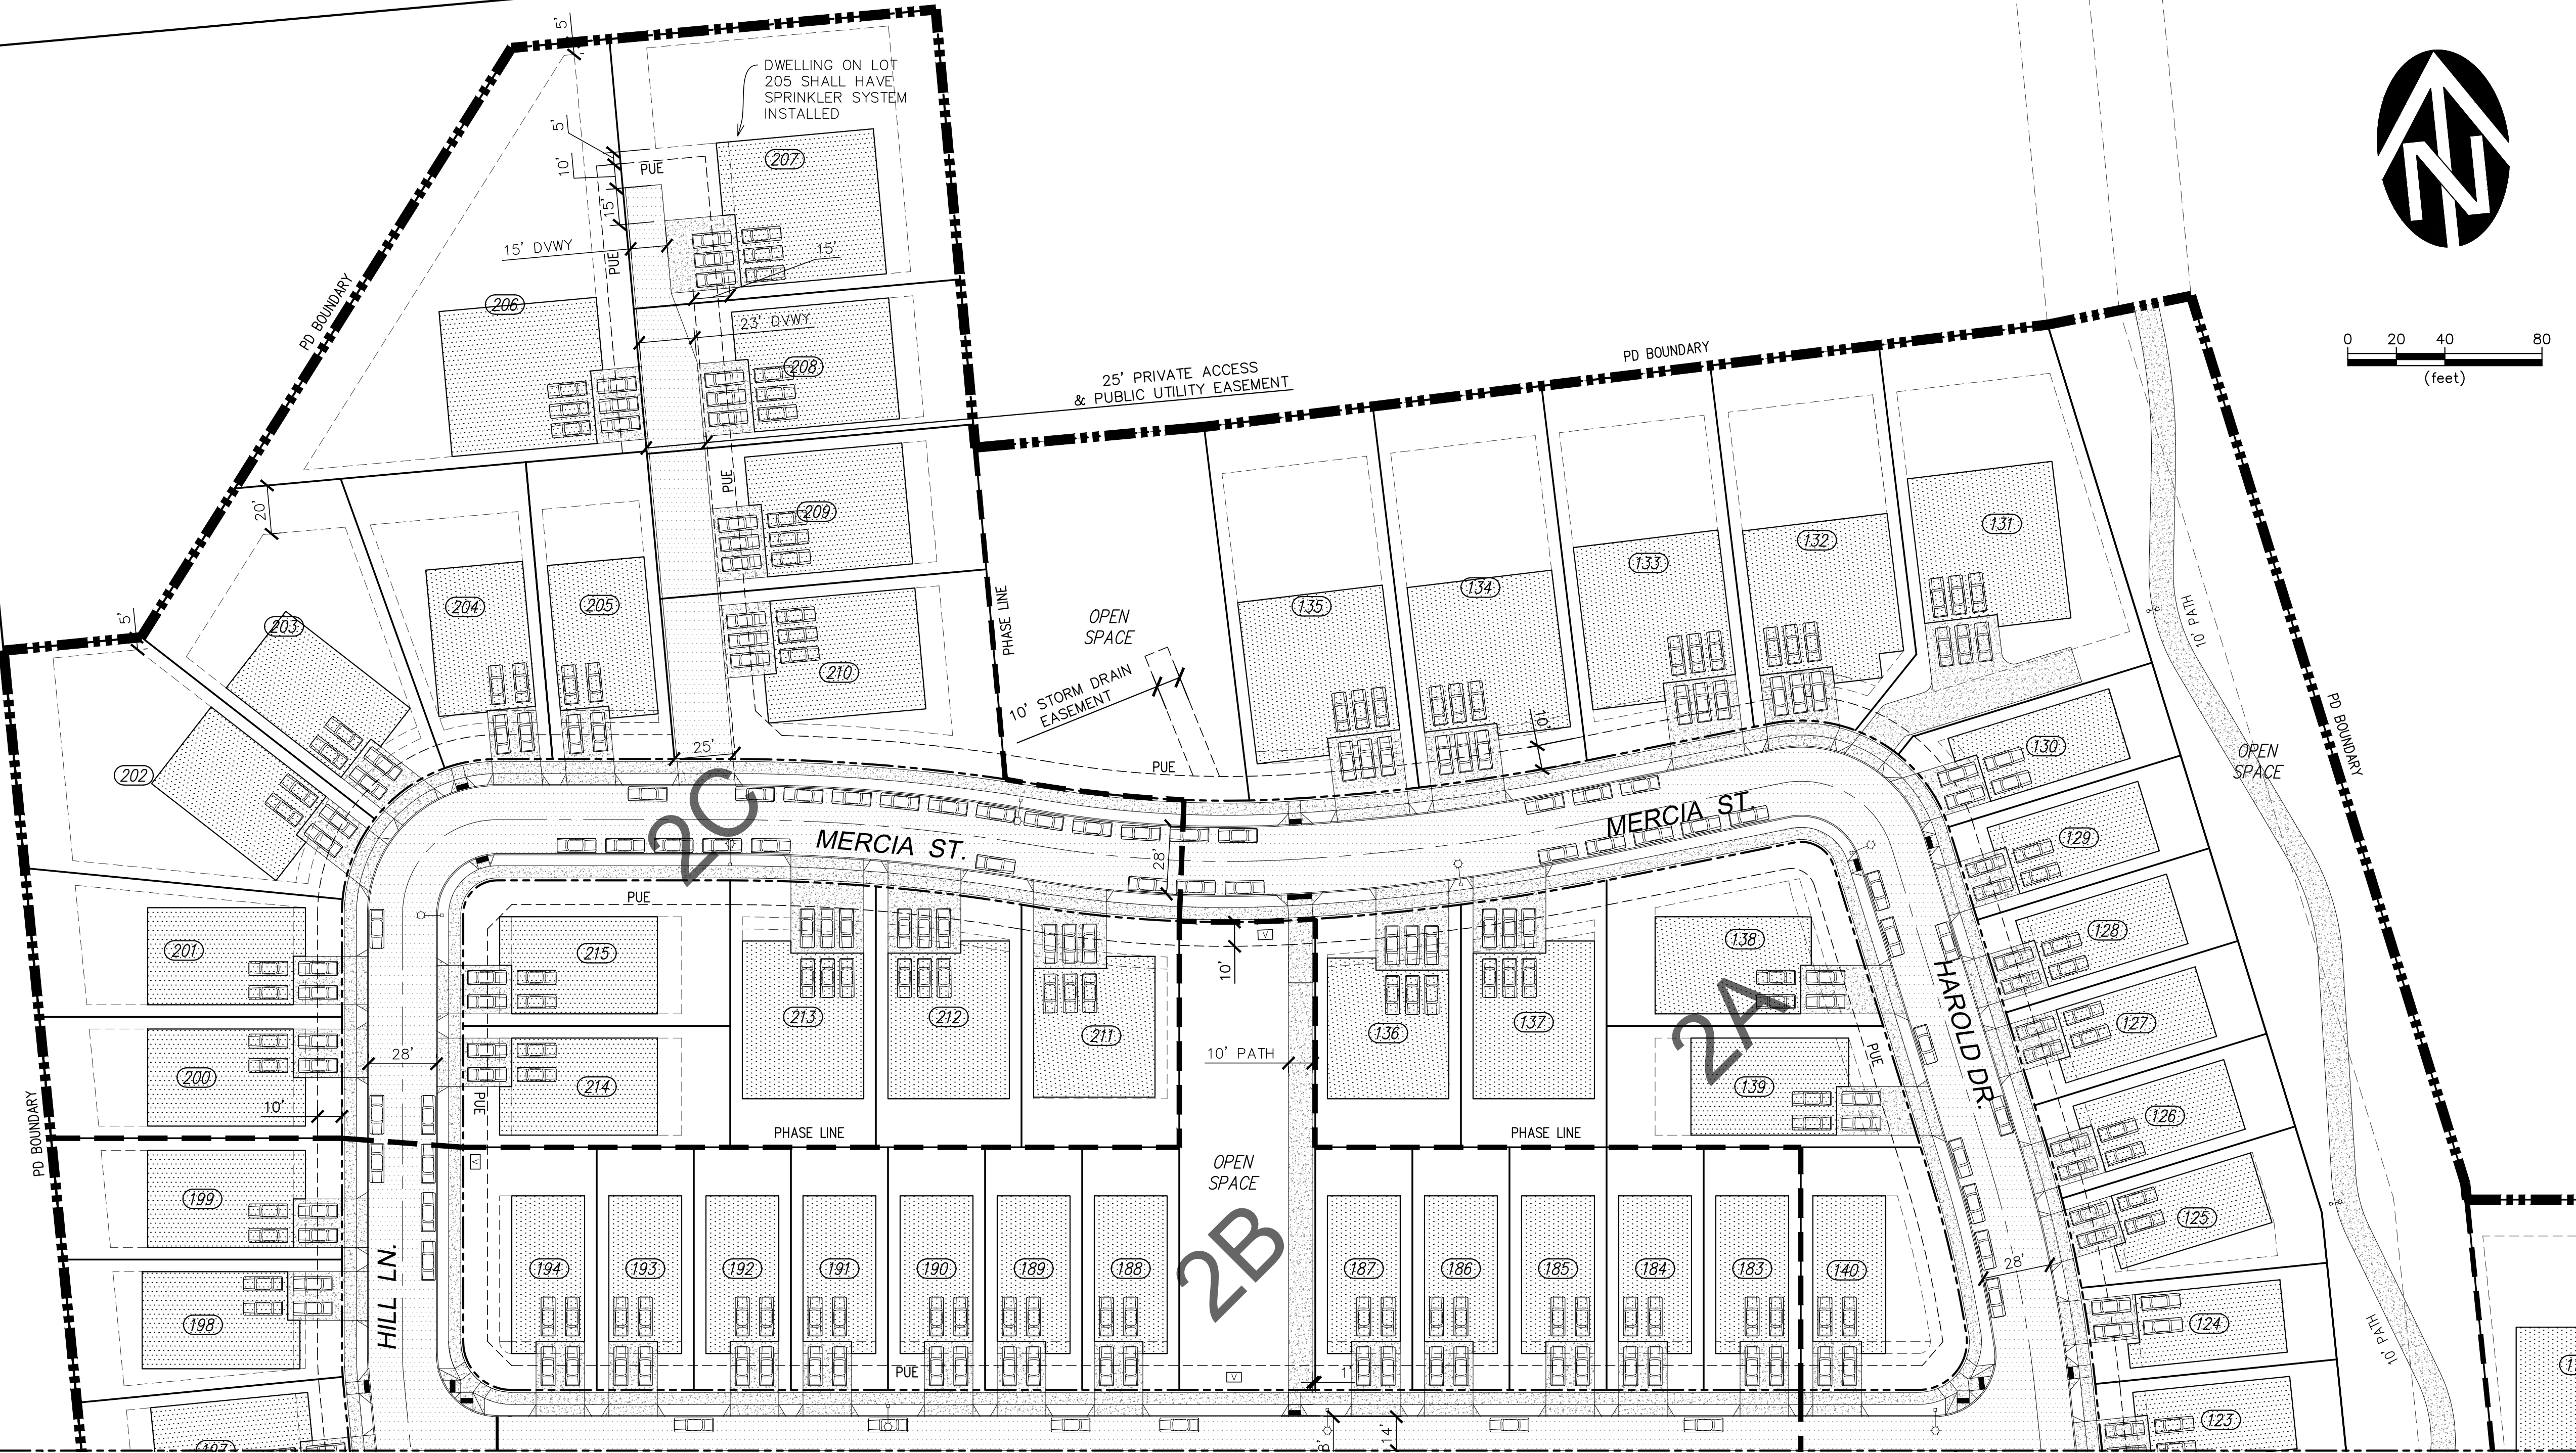 5'
DWELLING ON LOT
205 SHALL HAVE
SPRINKLER SYSTEM
INSTALLED
N
5'
10'
PUE
207
15'
15' DVWY
PUE
15'
PD BOUNDARY
206
23' DVWY
208
0 20 40 80
(feet)
25' PRIVATE ACCESS
& PUBLIC UTILITY EASEMENT
PD BOUNDARY
20'
PUE
209
131
132
133
134
135
204
205
203
5'
PHASE LINE
OPEN
SPACE
10' PATH
210
10' STORM DRAIN
EASEMENT
10'
PD BOUNDARY
202
25'
PUE
130
OPEN
SPACE
2C
MERCIA ST.
MERCIA ST.
28'
129
PUE
215
201
10'
138
128
213
212
211
136
137
2A
HAROLD DR.
127
28'
200
214
10' PATH
139
PUE
PUE
10'
126
PD BOUNDARY
PHASE LINE
PHASE LINE
OPEN
SPACE
199
125
2B
194
193
192
191
190
189
188
187
186
185
184
183
140
28'
HILL LN.
198
124
10' PATH
PUE
1'
123
8'
14'
197